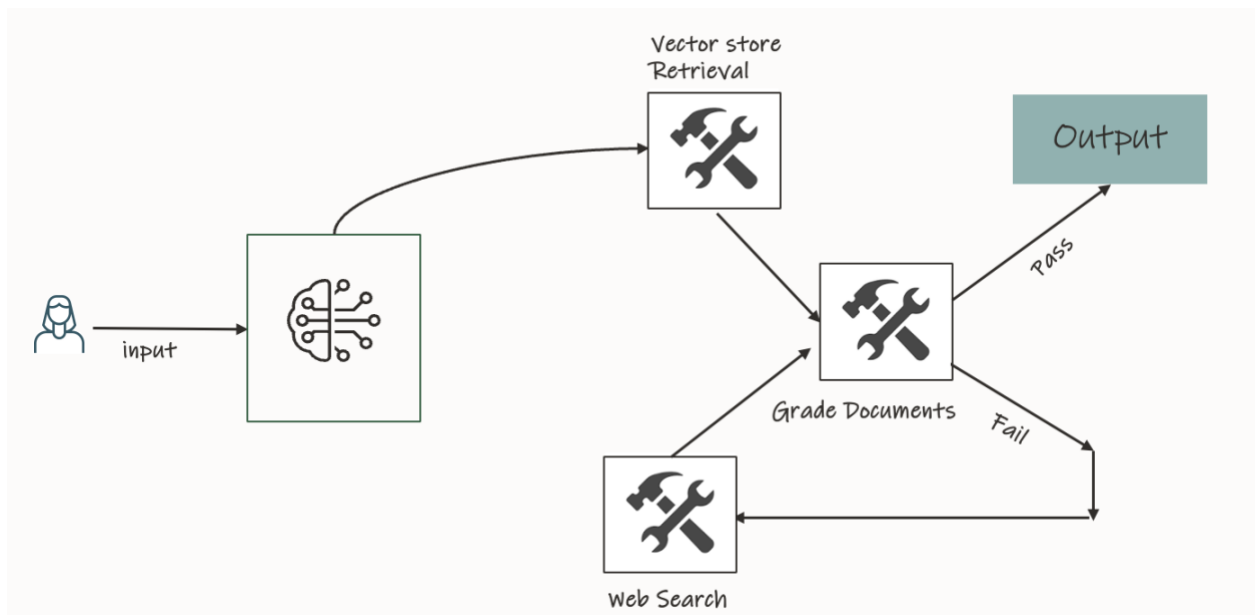 Vector store
Retrieval
Output
input
Pass
Grade Documents
Fail
Web Search